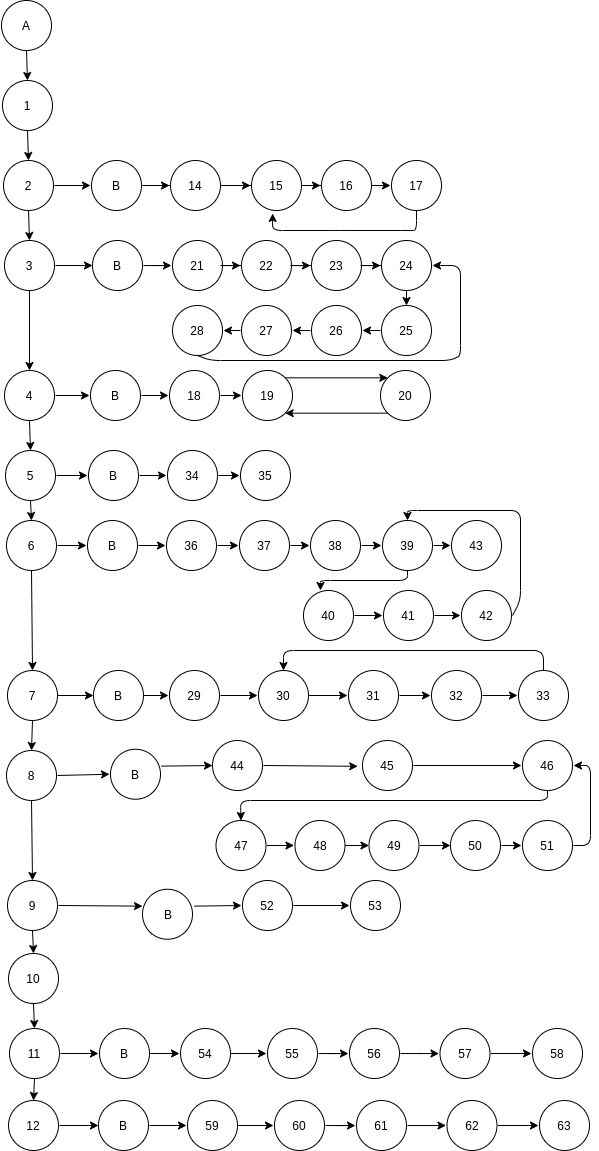 A
1
2 B 14 15 16 17
3 B 21 22 23 24
28 27 26 25
4 B 18 19 20
5 B 34 35
6 B 36 37 38 39 43
40 41 42
7 B 29 30 31 32 33
8 B 44 45 46
47 48 49 50 51
9 B 52 53
10
11 B 54 55 56 57 58
12 B 59 60 61 62 63